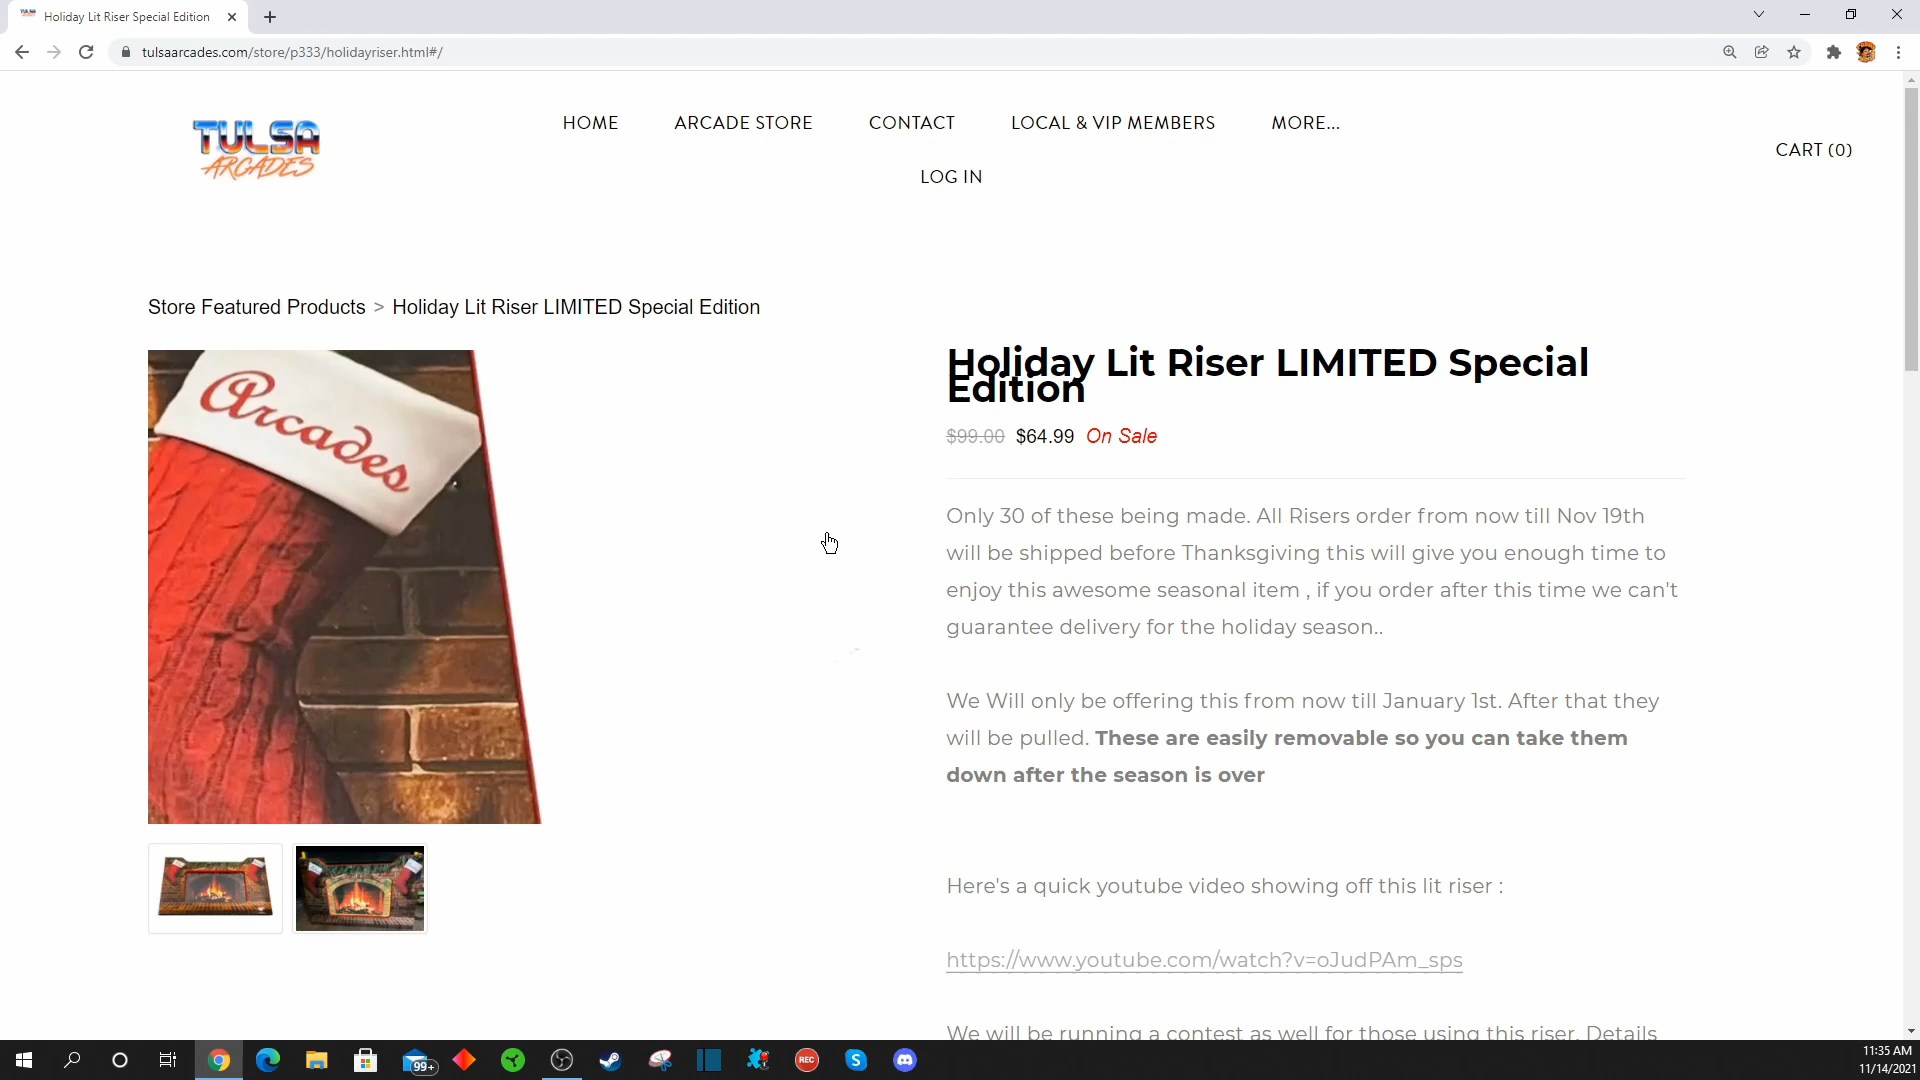 Holiday Lit Riser Special Edition
tulsaarcades.com/store/p333/holidayriser.html#/
TULSA
ARCADES
HOME ARCADE STORE CONTACT LOCAL & VIP MEMBERS MORE...
LOG IN
CART (0)
Store Featured Products > Holiday Lit Riser LIMITED Special Edition
Arcades
Holiday Lit Riser LIMITED Special
Edition
$99.00 $64.99 On Sale
Only 30 of these being made. All Risers order from now till Nov 19th
will be shipped before Thanksgiving this will give you enough time to
enjoy this awesome seasonal item , if you order after this time we can't
guarantee delivery for the holiday season..
We Will only be offering this from now till January 1st. After that they
will be pulled. These are easily removable so you can take them
down after the season is over
Here's a quick youtube video showing off this lit riser :
https://www.youtube.com/watch?v=oJudPAm_sps
We will be running a contest as well for those using this riser. Details
99+
REC
S
11:35 AM
11/14/2021